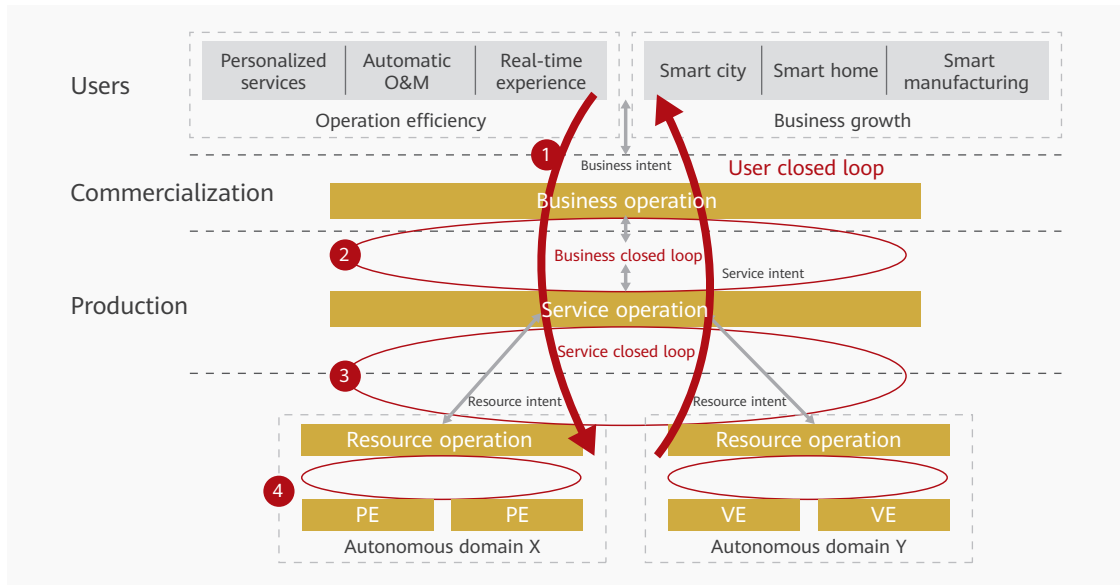 Users
Personalized
services
Automatic
O&M
Real-time
experience
Operation efficiency
Smart city
Smart home
Smart
manufacturing
Business growth
1
Business intent
User closed loop
Commercialization
Business operation
2
Business closed loop
Service intent
Production
Service operation
Service closed loop
3
Resource intent
Resource intent
Resource operation
Resource operation
4
PE
PE
VE
VE
Autonomous domain X
Autonomous domain Y